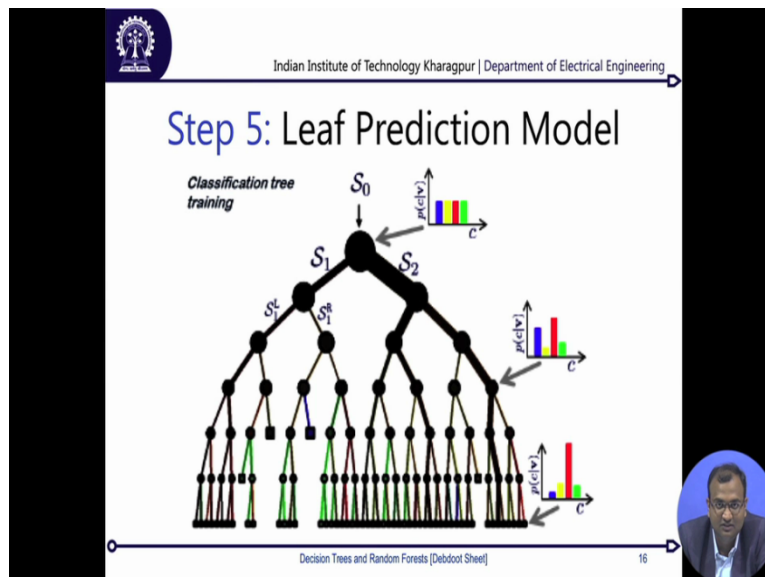 Indian Institute of Technology Kharagpur | Department of Electrical Engineering
Step 5: Leaf Prediction Model
Classification tree
training
S₀
p(c|v)
c
S₁
S₂
S₁ᴸ
S₁ᴿ
p(c|v)
c
p(c|v)
c
Decision Trees and Random Forests [Debdoot Sheet]
16